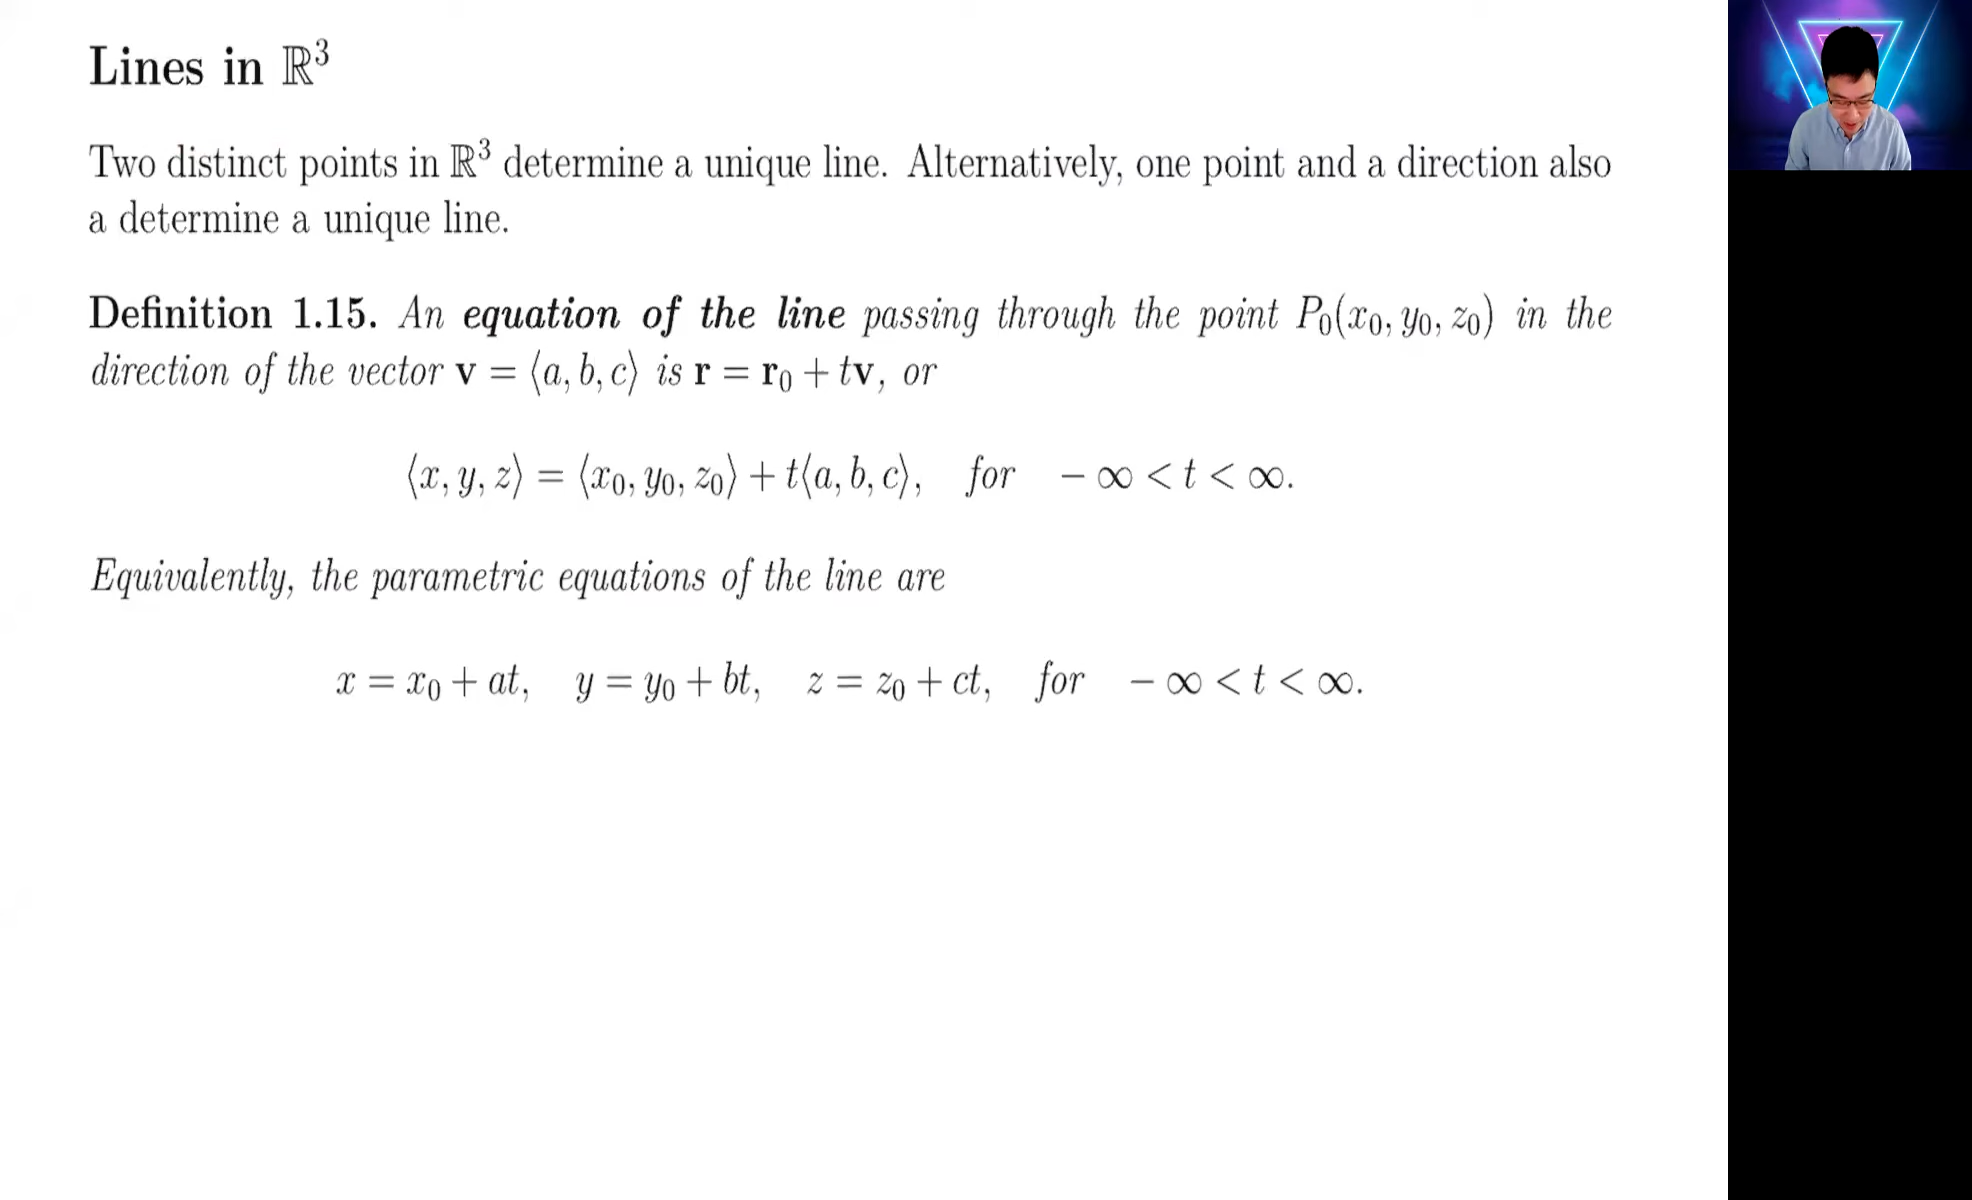 Lines in ℝ³
Two distinct points in ℝ³ determine a unique line. Alternatively, one point and a direction also
a determine a unique line.
Definition 1.15. An equation of the line passing through the point P₀(x₀, y₀, z₀) in the
direction of the vector v = ⟨a, b, c⟩ is r = r₀ + tv, or
⟨x, y, z⟩ = ⟨x₀, y₀, z₀⟩ + t⟨a, b, c⟩, for − ∞ < t < ∞.
Equivalently, the parametric equations of the line are
x = x₀ + at, y = y₀ + bt, z = z₀ + ct, for − ∞ < t < ∞.